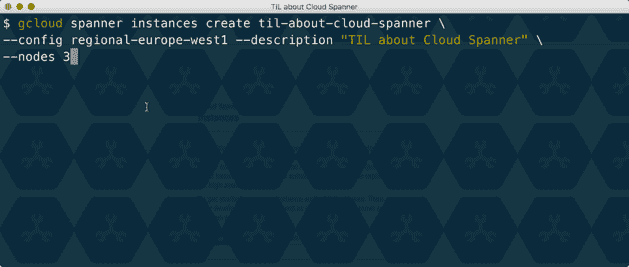 TIL about Cloud Spanner
$ gcloud spanner instances create til-about-cloud-spanner \
--config regional-europe-west1 --description "TIL about Cloud Spanner" \
--nodes 3